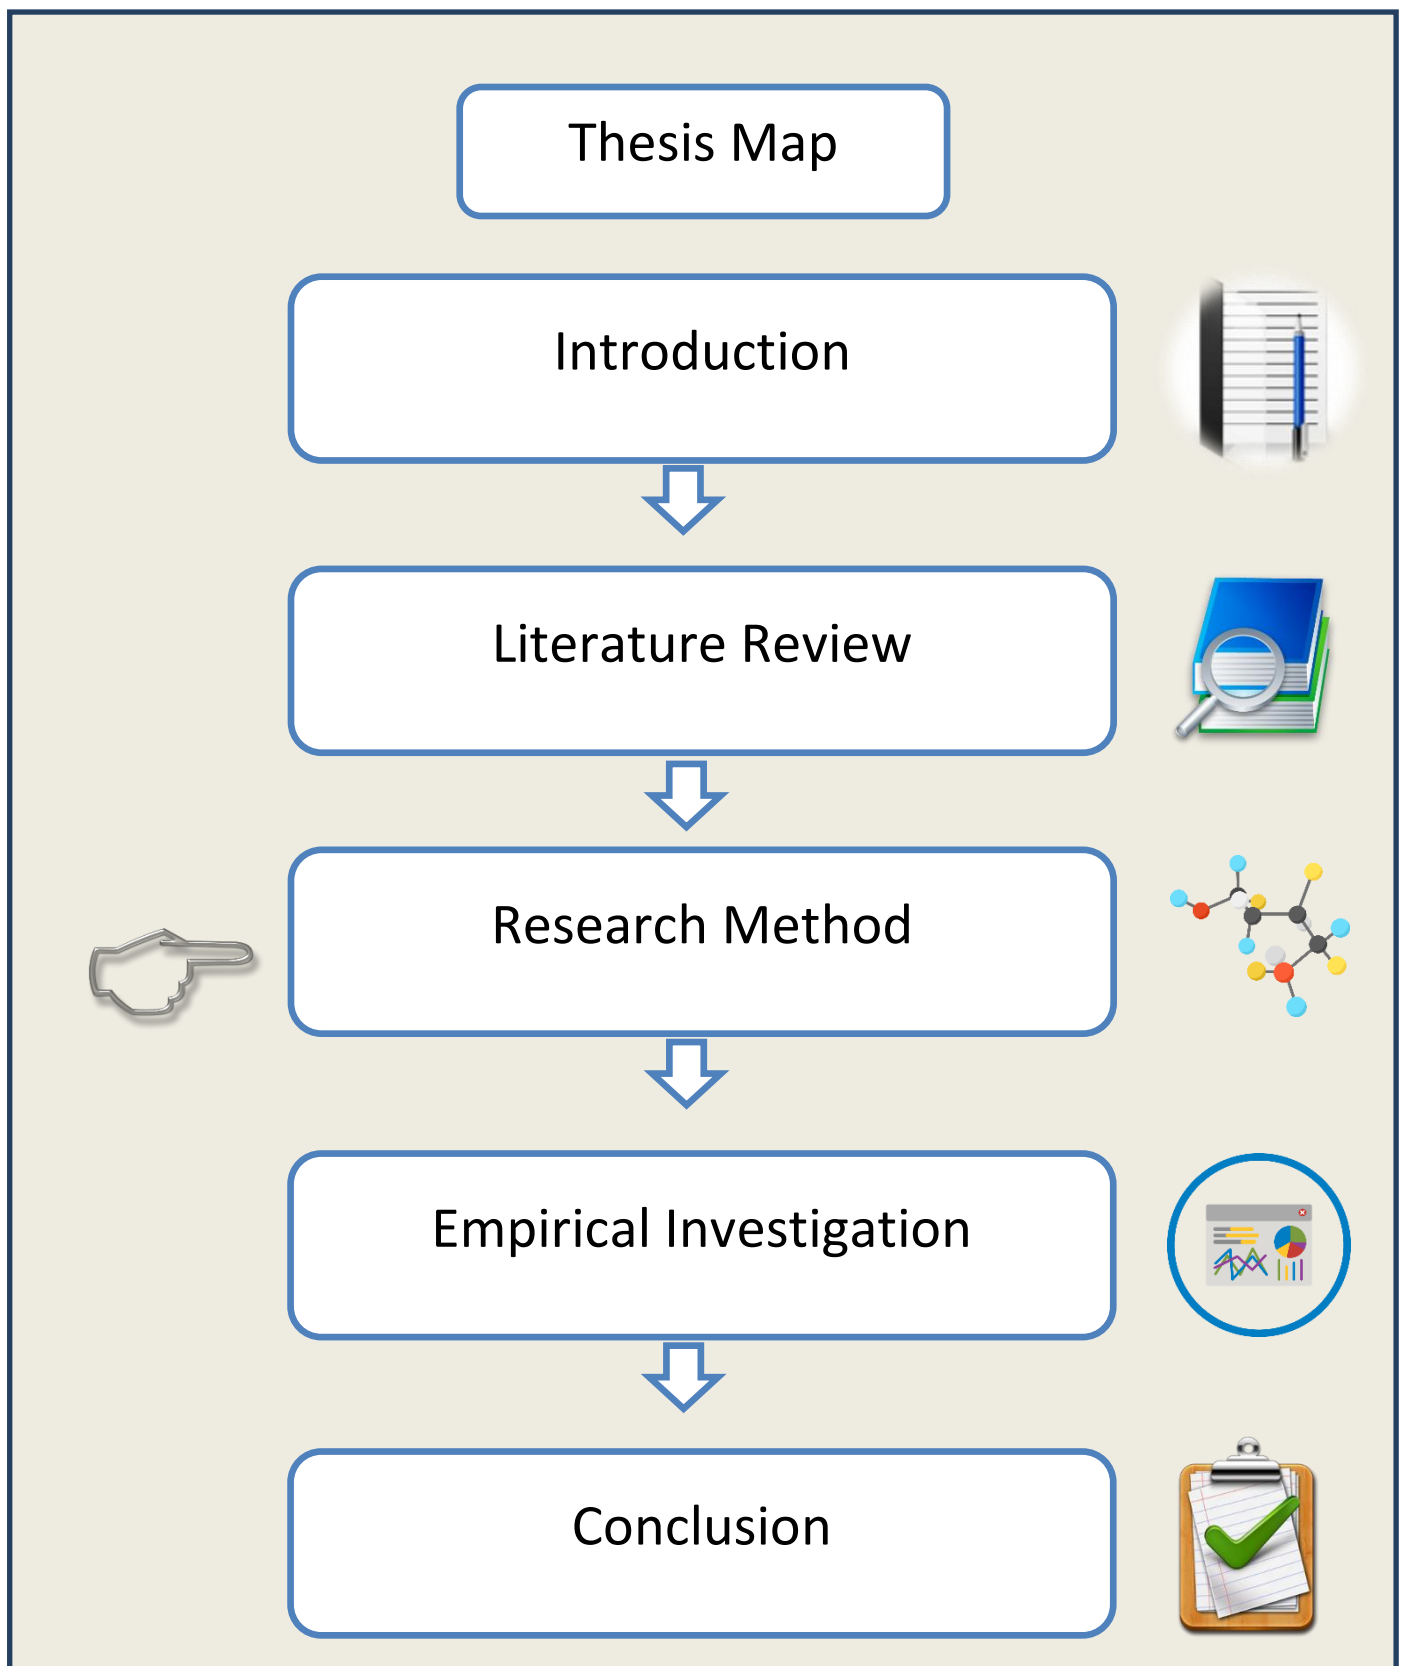 Thesis Map
Introduction
Literature Review
Research Method
Empirical Investigation
Conclusion